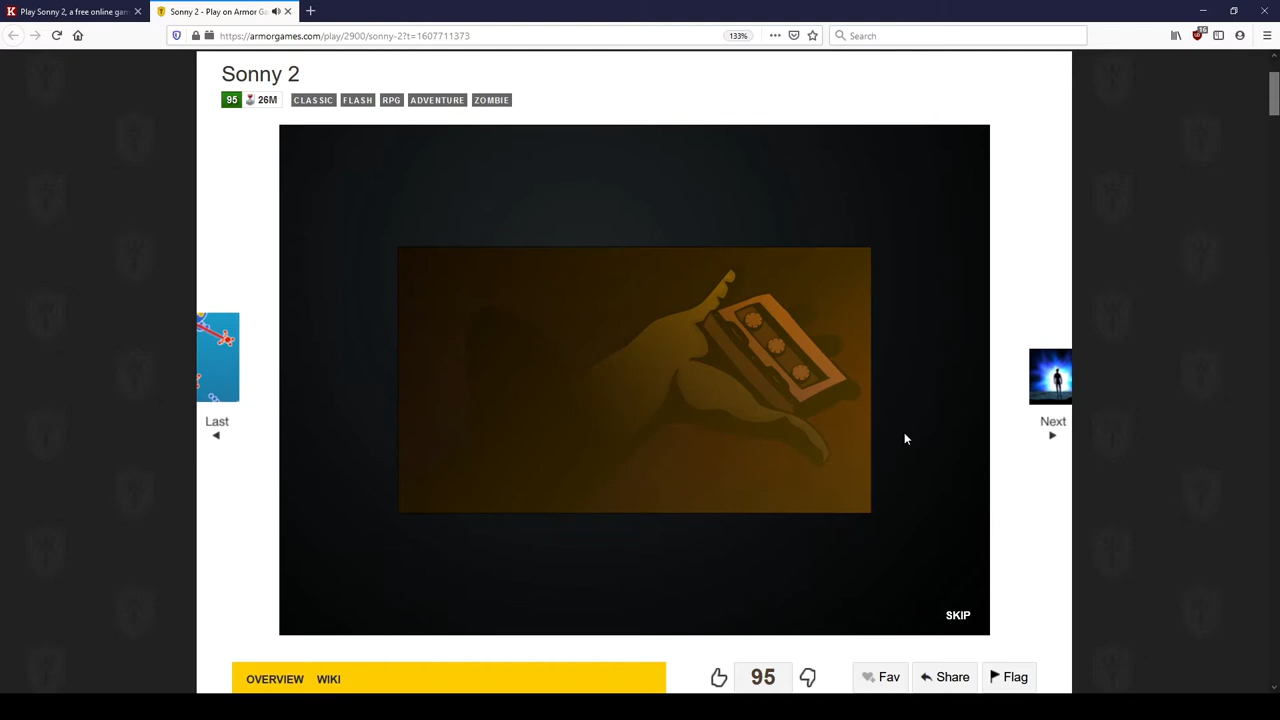 Play Sonny 2, a free online gam
Sonny 2 - Play on Armor Ga
https://armorgames.com/play/2900/sonny-2?t=1607711373
133%
Search
Sonny 2
95
26M
CLASSIC
FLASH
RPG
ADVENTURE
ZOMBIE
Last
Next
SKIP
OVERVIEW
WIKI
95
Fav
Share
Flag